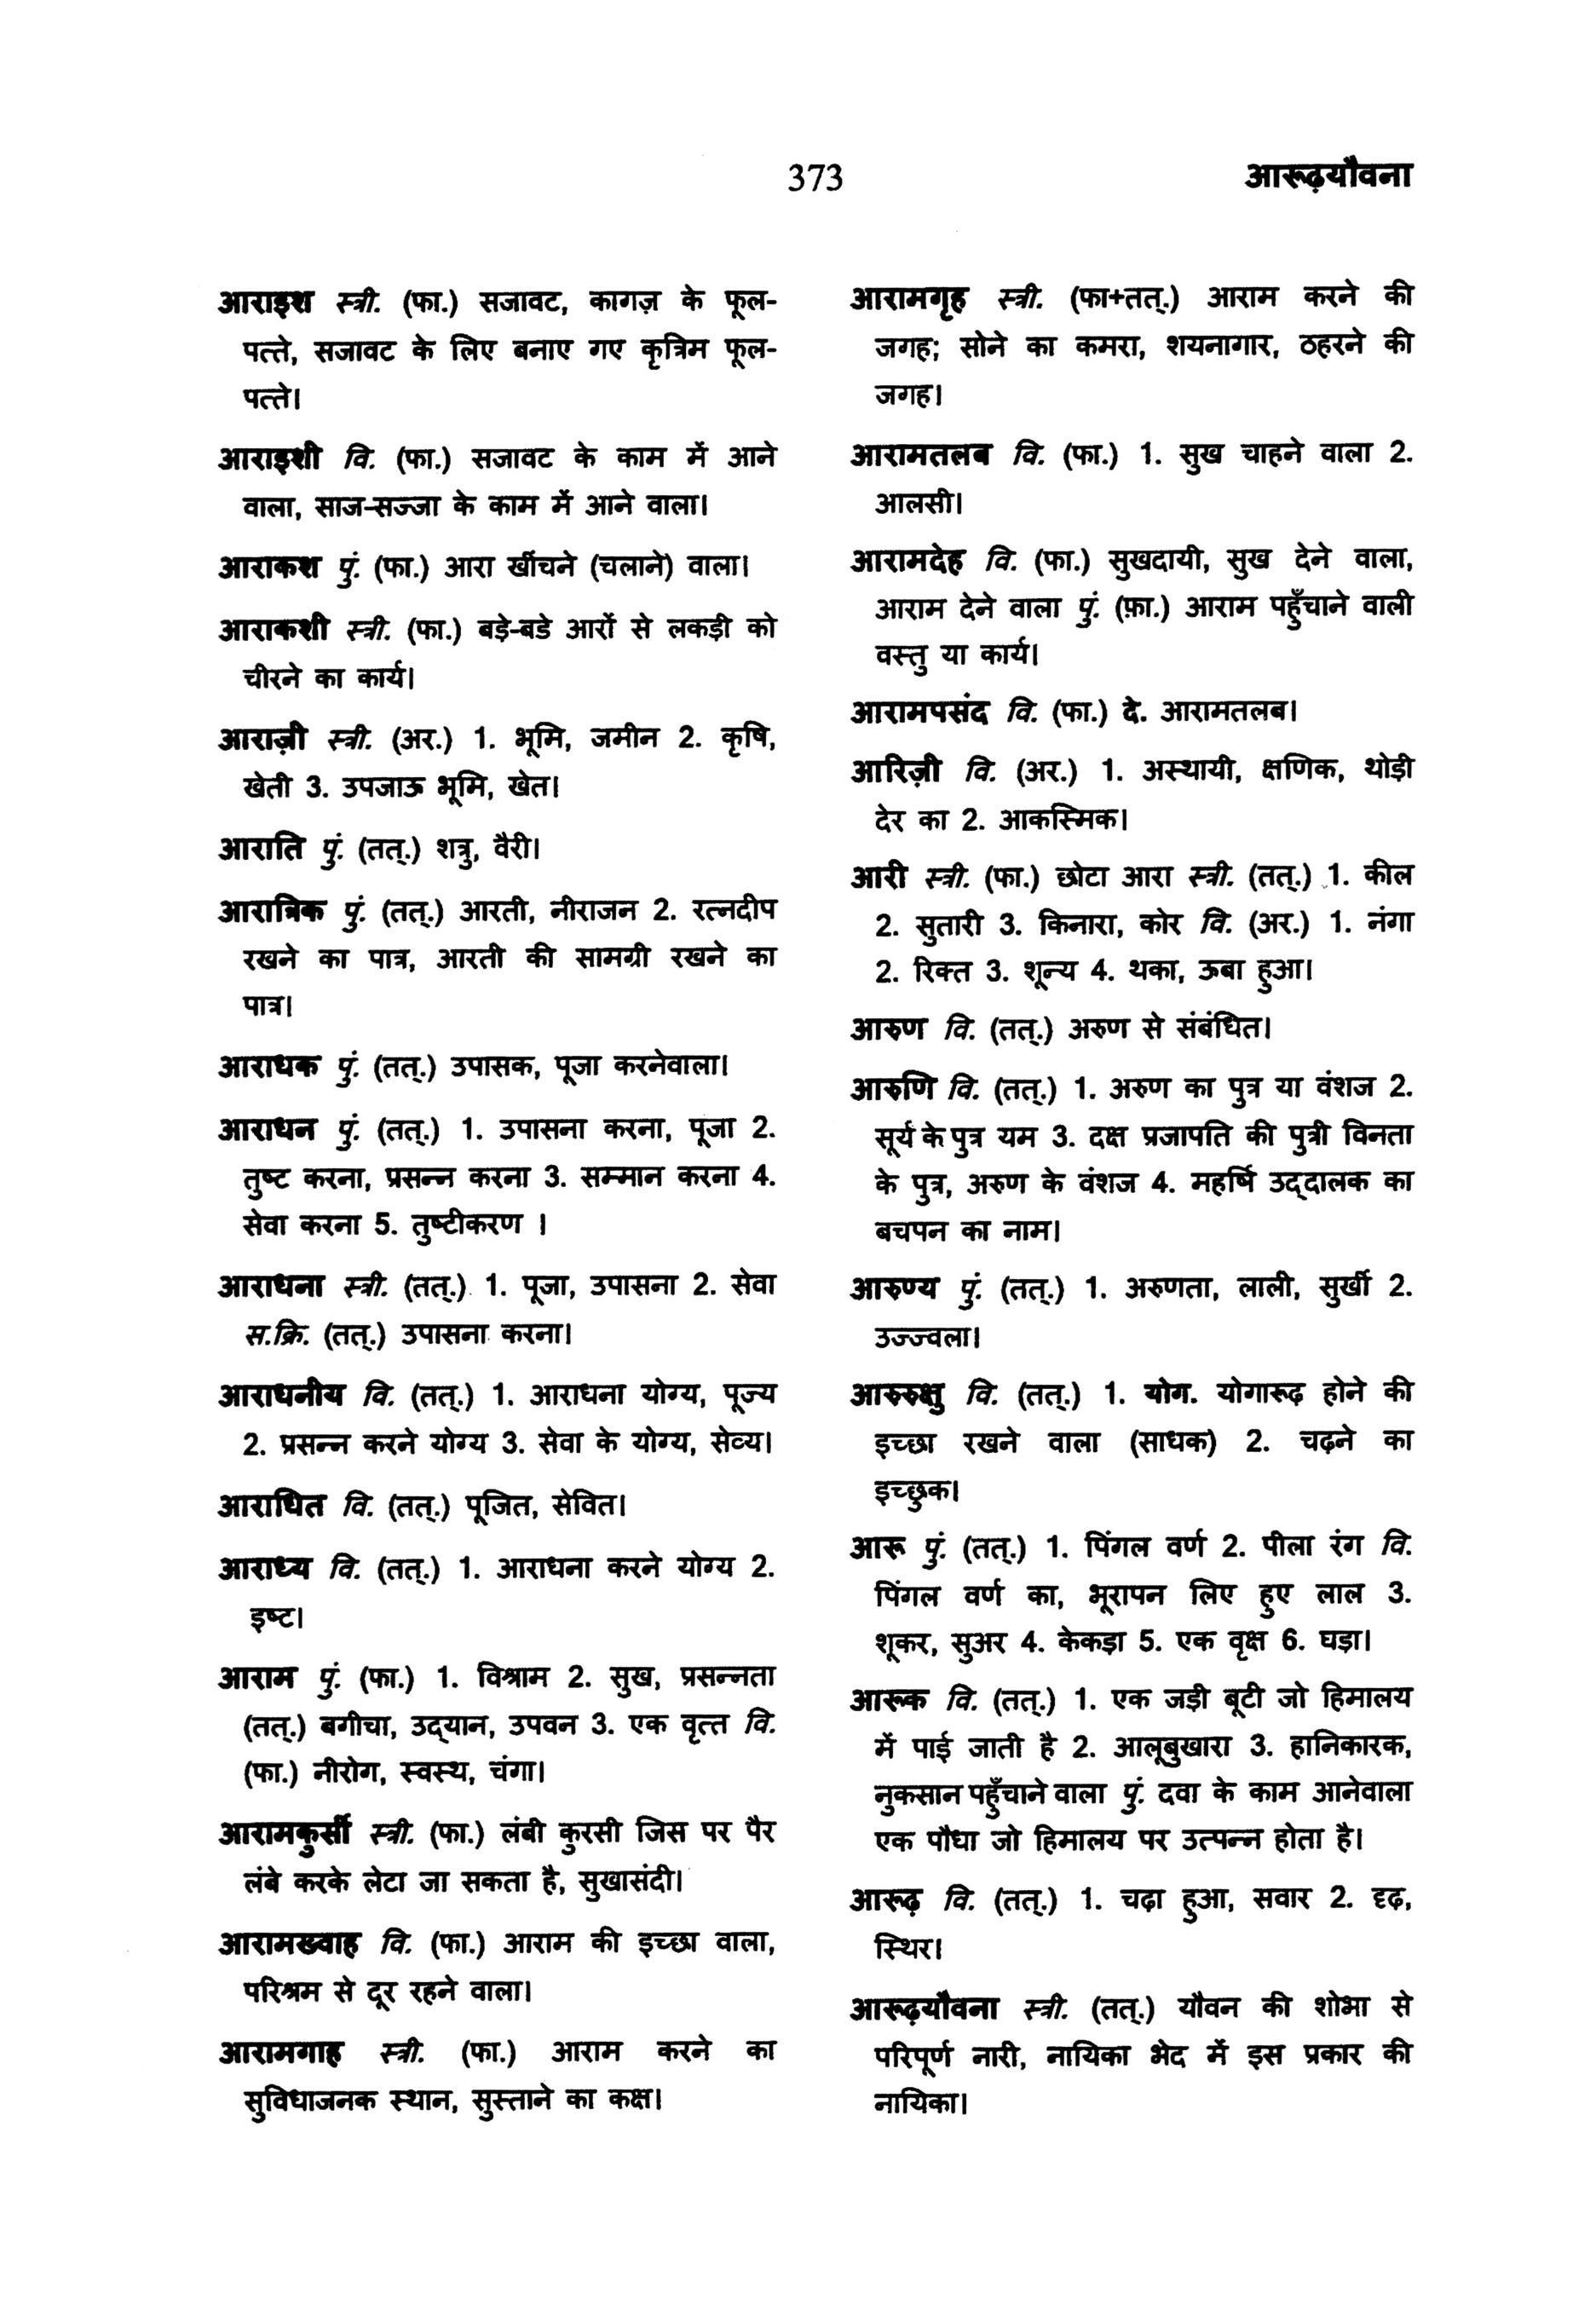 373
आरूढ़यौवना
आराइश स्त्री. (फा.) सजावट, कागज़ के फूल-
पत्ते, सजावट के लिए बनाए गए कृत्रिम फूल-
पत्ते।
आराइशी वि. (फा.) सजावट के काम में आने
वाला, साज-सज्जा के काम में आने वाला।
आराकश पुं. (फा.) आरा खींचने (चलाने) वाला।
आराकशी स्त्री. (फा.) बड़े-बडे आरों से लकड़ी को
चीरने का कार्य।
आराज़ी स्त्री. (अर.) 1. भूमि, जमीन 2. कृषि,
खेती 3. उपजाऊ भूमि, खेत।
आराति पुं. (तत्.) शत्रु, वैरी।
आरात्रिक पुं. (तत्.) आरती, नीराजन 2. रत्नदीप
रखने का पात्र, आरती की सामग्री रखने का
पात्र।
आराधक पुं. (तत्.) उपासक, पूजा करनेवाला।
आराधन पुं. (तत्.) 1. उपासना करना, पूजा 2.
तुष्ट करना, प्रसन्न करना 3. सम्मान करना 4.
सेवा करना 5. तुष्टीकरण ।
आराधना स्त्री. (तत्.) 1. पूजा, उपासना 2. सेवा
स.क्रि. (तत्.) उपासना करना।
आराधनीय वि. (तत्.) 1. आराधना योग्य, पूज्य
2. प्रसन्न करने योग्य 3. सेवा के योग्य, सेव्य।
आराधित वि. (तत्.) पूजित, सेवित।
आराध्य वि. (तत्.) 1. आराधना करने योग्य 2.
इष्ट।
आराम पुं. (फा.) 1. विश्राम 2. सुख, प्रसन्नता
(तत्.) बगीचा, उद्‌यान, उपवन 3. एक वृत्त वि.
(फा.) नीरोग, स्वस्थ, चंगा।
आरामकुर्सी स्त्री. (फा.) लंबी कुरसी जिस पर पैर
लंबे करके लेटा जा सकता है, सुखासंदी।
आरामख्वाह वि. (फा.) आराम की इच्छा वाला,
परिश्रम से दूर रहने वाला।
आरामगाह स्त्री. (फा.) आराम करने का
सुविधाजनक स्थान, सुस्ताने का कक्ष।
आरामगृह स्त्री. (फा+तत्.) आराम करने की
जगह; सोने का कमरा, शयनागार, ठहरने की
जगह।
आरामतलब वि. (फा.) 1. सुख चाहने वाला 2.
आलसी।
आरामदेह वि. (फा.) सुखदायी, सुख देने वाला,
आराम देने वाला पुं. (फ़ा.) आराम पहुँचाने वाली
वस्तु या कार्य।
आरामपसंद वि. (फा.) दे. आरामतलब।
आरिज़ी वि. (अर.) 1. अस्थायी, क्षणिक, थोड़ी
देर का 2. आकस्मिक।
आरी स्त्री. (फा.) छोटा आरा स्त्री. (तत्.) 1. कील
2. सुतारी 3. किनारा, कोर वि. (अर.) 1. नंगा
2. रिक्त 3. शून्य 4. थका, ऊबा हुआ।
आरुण वि. (तत्.) अरुण से संबंधित।
आरुणि वि. (तत्.) 1. अरुण का पुत्र या वंशज 2.
सूर्य के पुत्र यम 3. दक्ष प्रजापति की पुत्री विनता
के पुत्र, अरुण के वंशज 4. महर्षि उद्‌दालक का
बचपन का नाम।
आरुण्य पुं. (तत्.) 1. अरुणता, लाली, सुर्खी 2.
उज्ज्वला।
आरुरुक्षु वि. (तत्.) 1. योग. योगारूढ़ होने की
इच्छा रखने वाला (साधक) 2. चढ़ने का
इच्छुक।
आरू पुं. (तत्.) 1. पिंगल वर्ण 2. पीला रंग वि.
पिंगल वर्ण का, भूरापन लिए हुए लाल 3.
शूकर, सुअर 4. केकड़ा 5. एक वृक्ष 6. घड़ा।
आरूक वि. (तत्.) 1. एक जड़ी बूटी जो हिमालय
में पाई जाती है 2. आलूबुखारा 3. हानिकारक,
नुकसान पहुँचाने वाला पुं. दवा के काम आनेवाला
एक पौधा जो हिमालय पर उत्पन्न होता है।
आरूढ़ वि. (तत्.) 1. चढ़ा हुआ, सवार 2. दृढ़,
स्थिर।
आरूढ़यौवना स्त्री. (तत्.) यौवन की शोभा से
परिपूर्ण नारी, नायिका भेद में इस प्रकार की
नायिका।